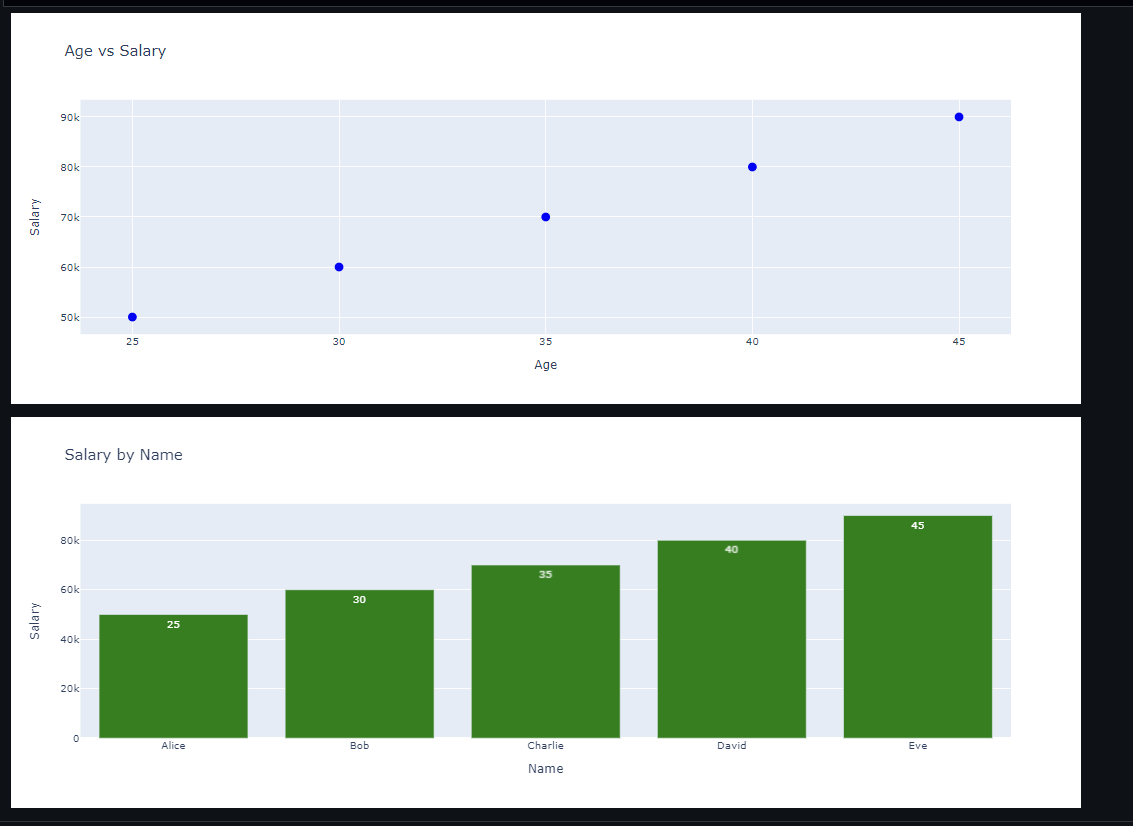 Age vs Salary
90k
80k
70k
60k
50k
Salary
25 30 35 40 45
Age
Salary by Name
80k
60k
40k
20k
0
Salary
25 30 35 40 45
Alice Bob Charlie David Eve
Name